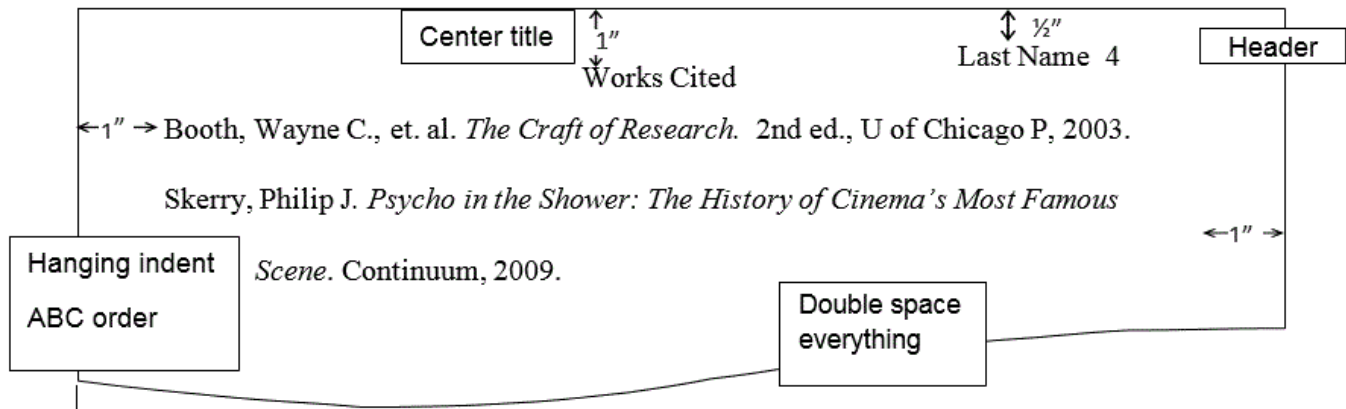 Center title
1"
½"
Header
Last Name 4
Works Cited
1"
Booth, Wayne C., et. al. The Craft of Research. 2nd ed., U of Chicago P, 2003.
Skerry, Philip J. Psycho in the Shower: The History of Cinema’s Most Famous
1"
Hanging indent
ABC order
Scene. Continuum, 2009.
Double space
everything